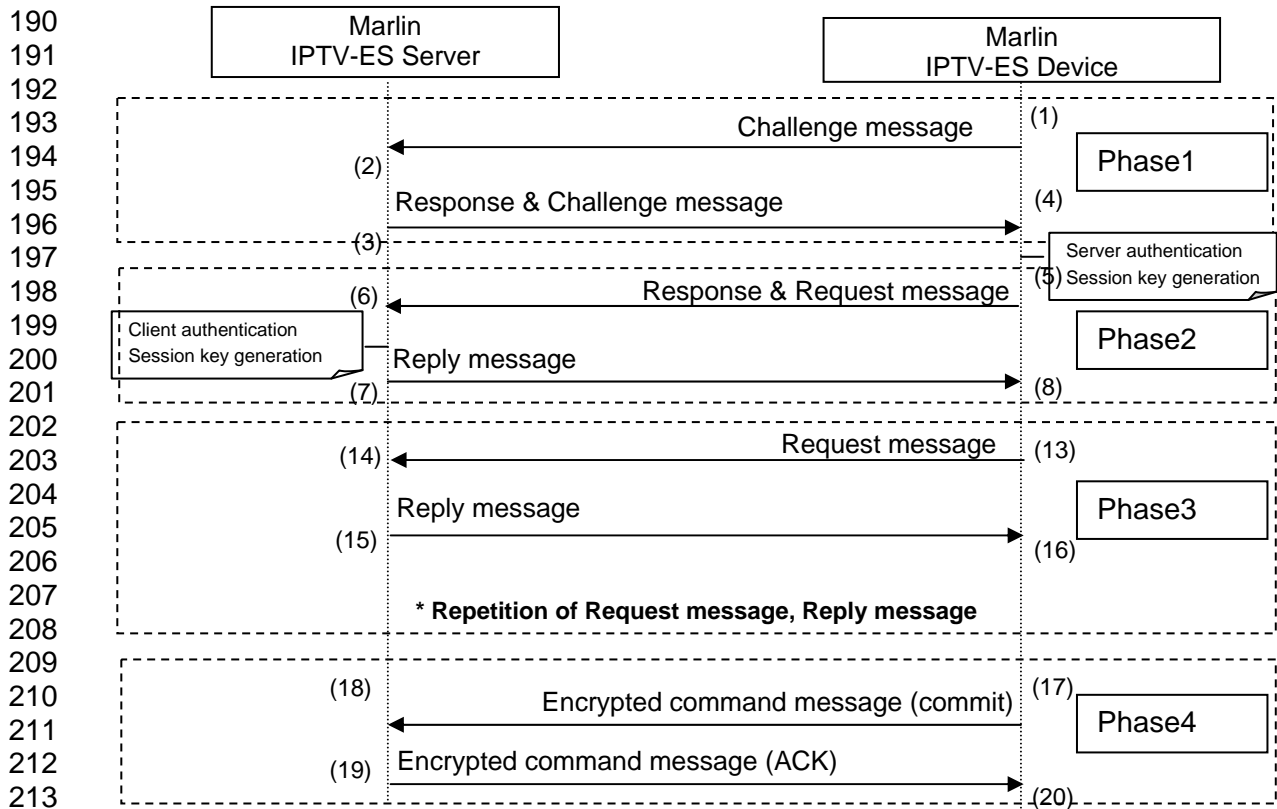 190
Marlin
IPTV-ES Server
Marlin
IPTV-ES Device
191
192
193
Challenge message
(1)
194
(2)
Phase1
195
Response & Challenge message
(4)
196
(3)
197
Server authentication
Session key generation
(5)
198
(6)
Response & Request message
199
Client authentication
Session key generation
Phase2
200
Reply message
201
(7)
(8)
202
203
(14)
Request message
(13)
204
Reply message
Phase3
205
(15)
(16)
206
207
* Repetition of Request message, Reply message
208
209
210
(18)
Encrypted command message (commit)
(17)
211
Phase4
212
(19)
Encrypted command message (ACK)
213
(20)